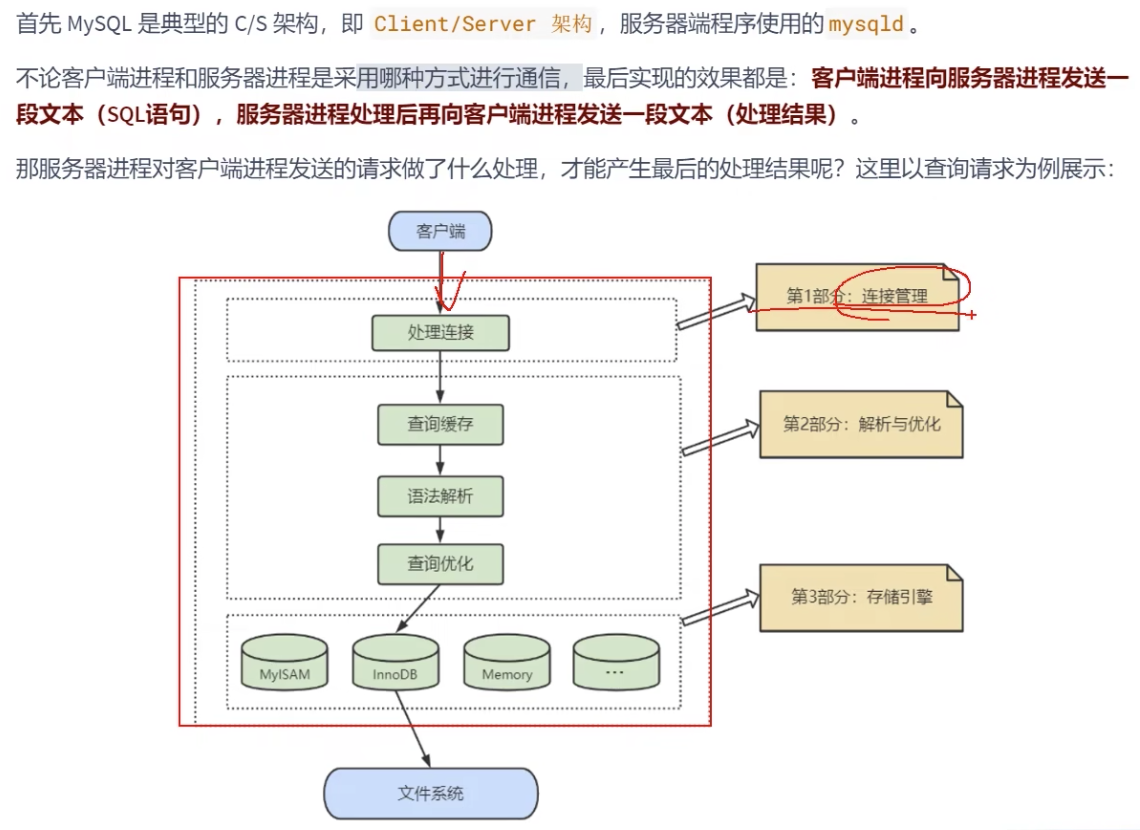 首先 MySQL 是典型的 C/S 架构，即 Client/Server 架构，服务器端程序使用的 mysqld。
不论客户端进程和服务器进程是采用哪种方式进行通信，最后实现的效果都是：客户端进程向服务器进程发送一
段文本（SQL语句），服务器进程处理后再向客户端进程发送一段文本（处理结果）。
那服务器进程对客户端进程发送的请求做了什么处理，才能产生最后的处理结果呢？这里以查询请求为例展示：
客户端
处理连接
第1部分：连接管理
查询缓存
第2部分：解析与优化
语法解析
查询优化
第3部分：存储引擎
MyISAM
InnoDB
Memory
...
文件系统